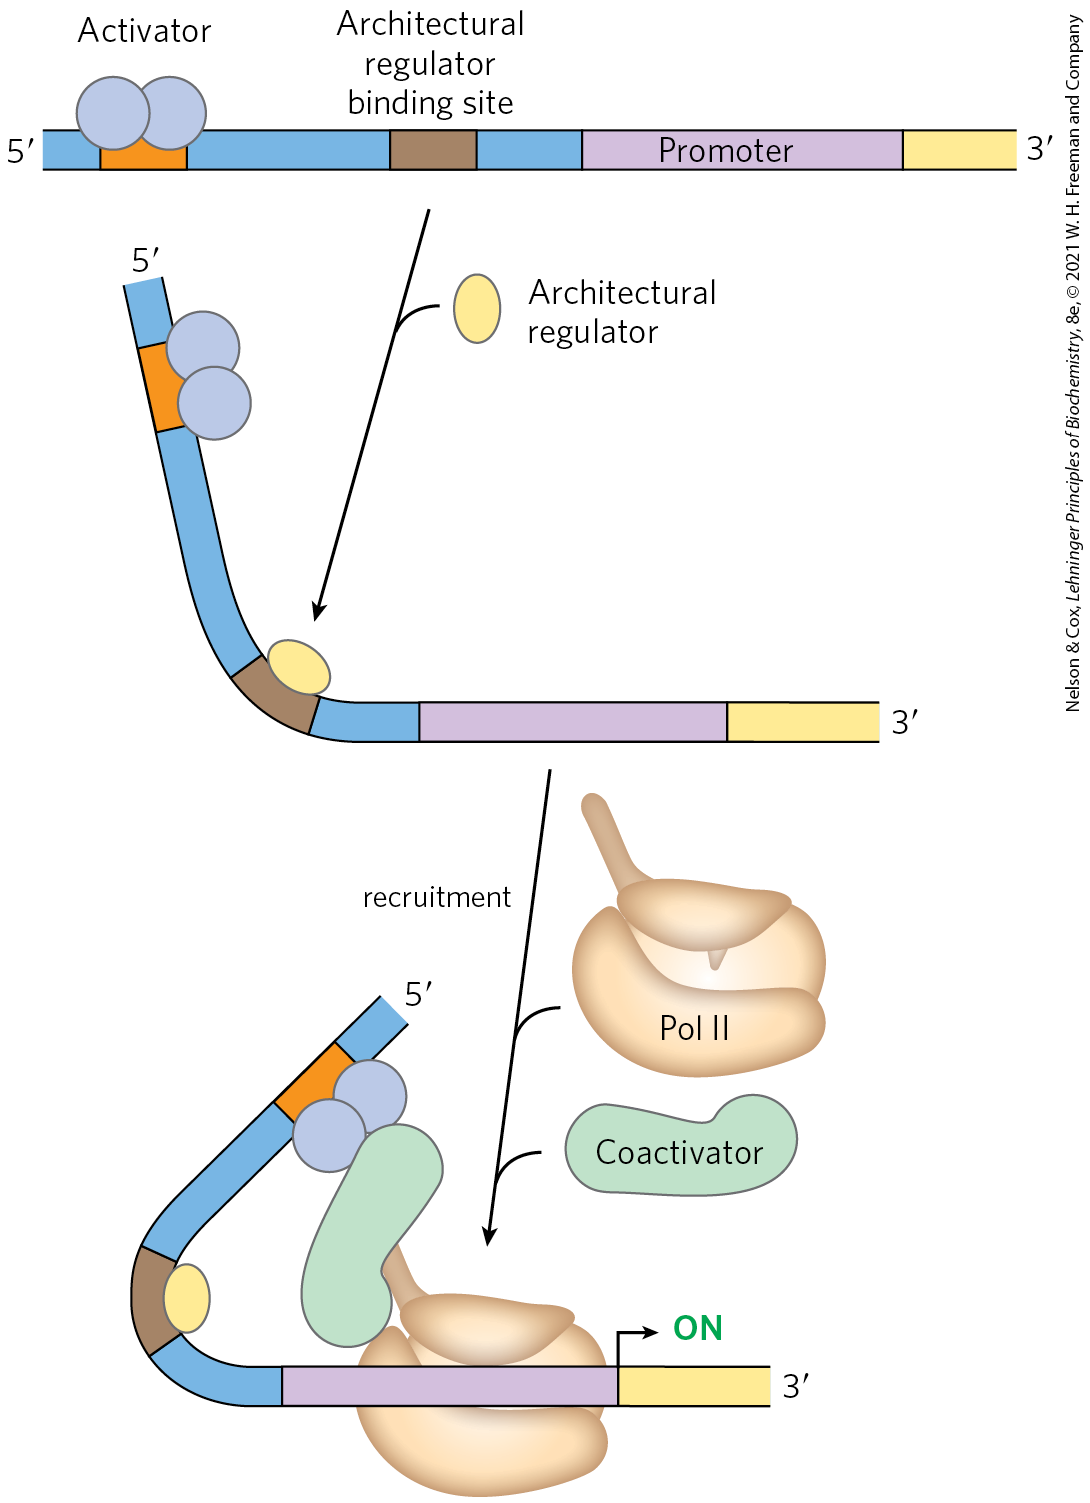 Activator
Architectural
regulator
binding site
5′
Promoter
3′
5′
Architectural
regulator
3′
recruitment
Pol II
5′
Coactivator
ON
3′
Nelson & Cox, Lehninger Principles of Biochemistry, 8e, © 2021 W. H. Freeman and Company